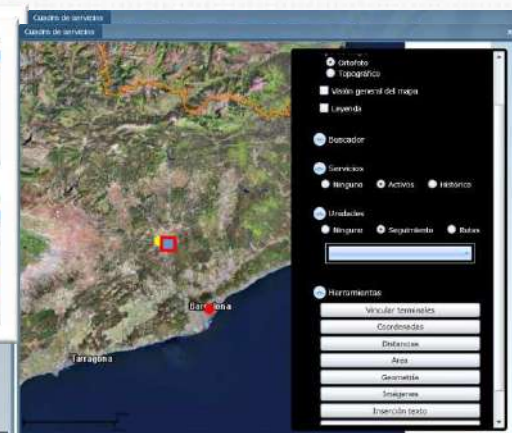 Cuadro de servicios
Cuadro de servicios
Ortofoto
Topográfico
Visión general del mapa
Leyenda
Buscador
Servicios
Ninguno Activos Histórico
Unidades
Ninguno Seguimiento Rutas
Herramientas
Vincular terminales
Coordenadas
Distancias
Area
Geometría
Imágenes
Inserción texto
Barcelona
Tarragona